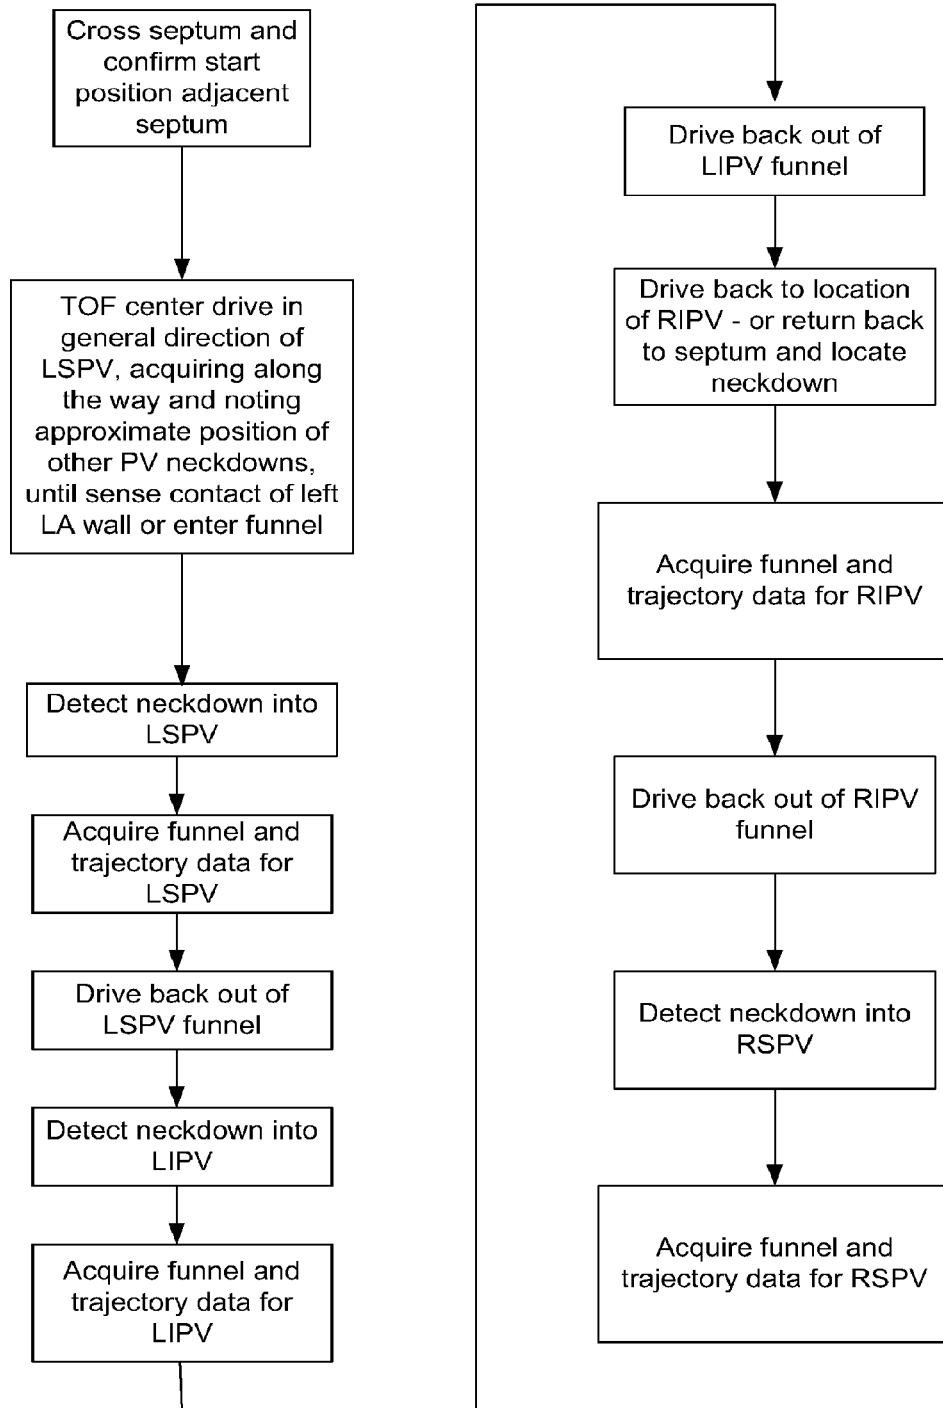 Cross septum and
confirm start
position adjacent
septum
TOF center drive in
general direction of
LSPV, acquiring along
the way and noting
approximate position of
other PV neckdowns,
until sense contact of left
LA wall or enter funnel
Detect neckdown into
LSPV
Acquire funnel and
trajectory data for
LSPV
Drive back out of
LSPV funnel
Detect neckdown into
LIPV
Acquire funnel and
trajectory data for
LIPV
Drive back out of
LIPV funnel
Drive back to location
of RIPV - or return back
to septum and locate
neckdown
Acquire funnel and
trajectory data for RIPV
Drive back out of RIPV
funnel
Detect neckdown into
RSPV
Acquire funnel and
trajectory data for RSPV